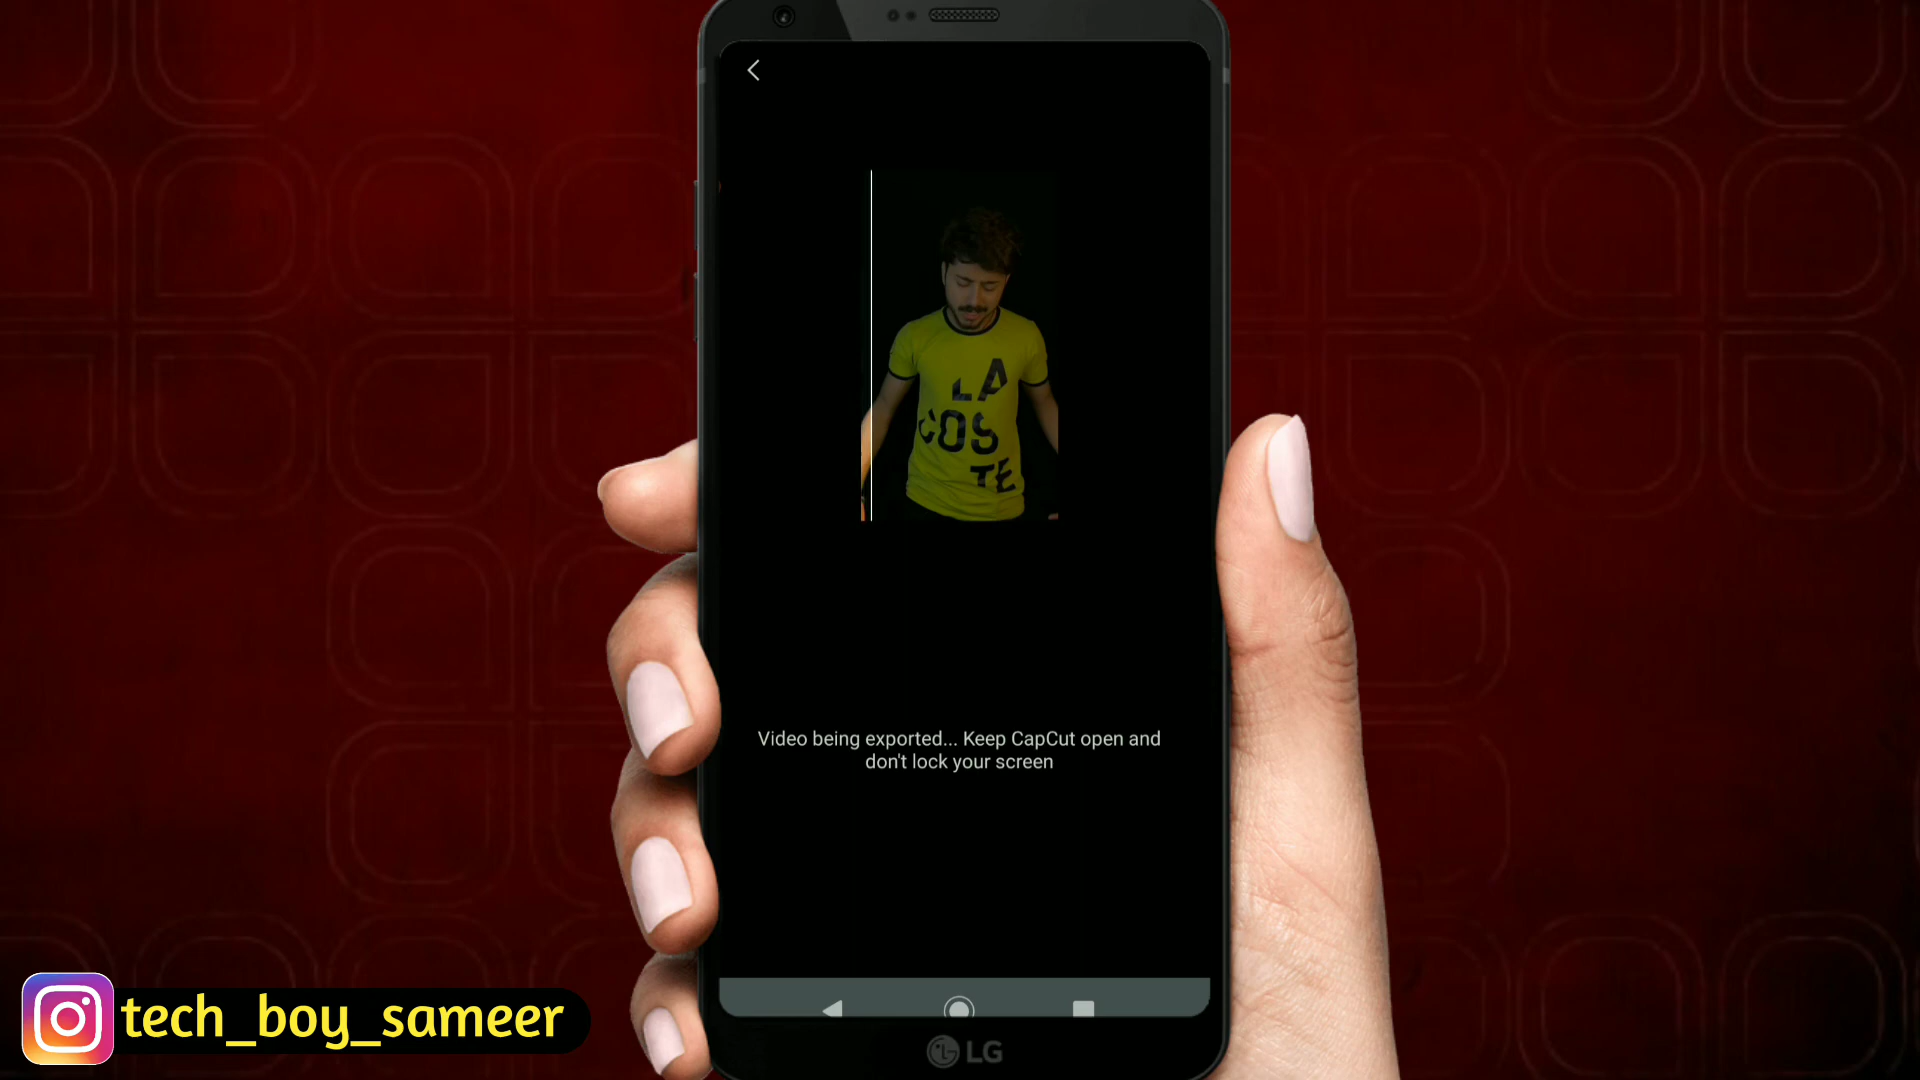 LA
COS
TE
Video being exported... Keep CapCut open and
don't lock your screen
tech_boy_sameer
LG